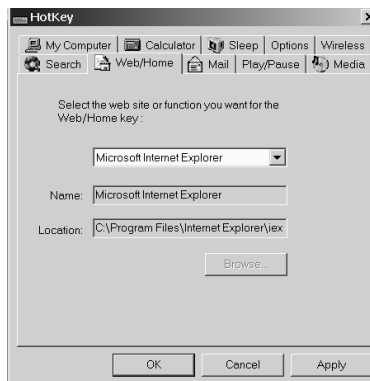 HotKey
My Computer Calculator Sleep Options Wireless
Search Web/Home Mail Play/Pause Media
Select the web site or function you want for the
Web/Home key :
Microsoft Internet Explorer
Name: Microsoft Internet Explorer
Location: C:\Program Files\Internet Explorer\iex
Browse...
OK Cancel Apply